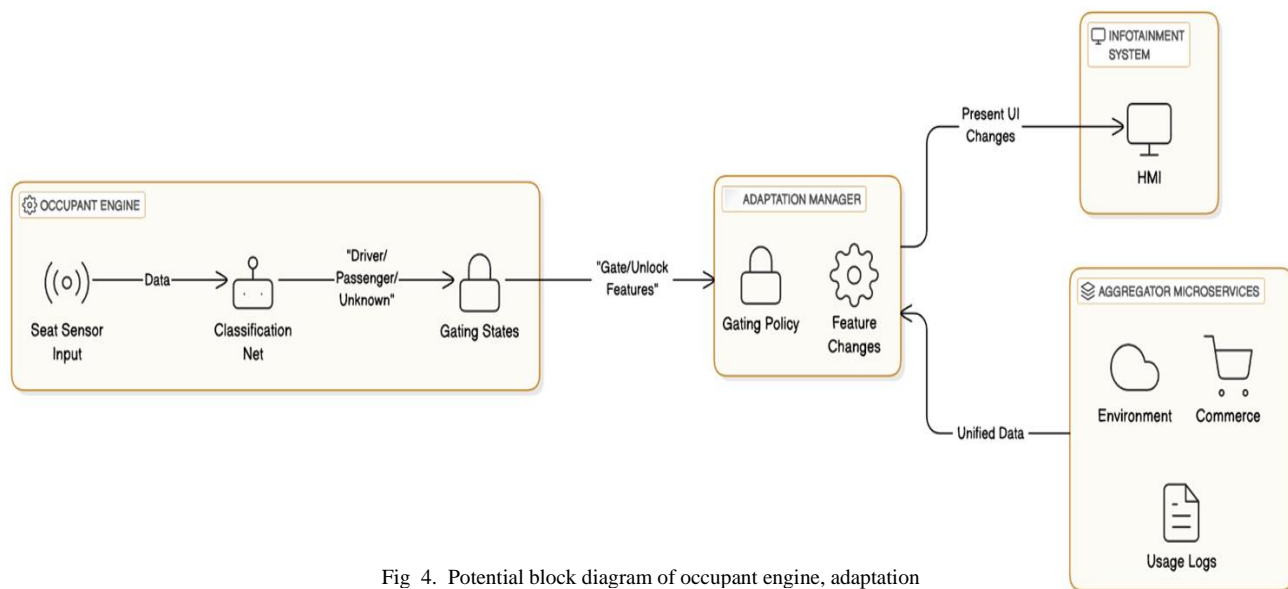 OCCUPANT ENGINE
Seat Sensor
Input
Data
Classification
Net
"Driver/
Passenger/
Unknown"
Gating States
"Gate/Unlock
Features"
ADAPTATION MANAGER
Gating Policy
Feature
Changes
Present UI
Changes
INFOTAINMENT
SYSTEM
HMI
Unified Data
AGGREGATOR MICROSERVICES
Environment
Commerce
Usage Logs
Fig 4. Potential block diagram of occupant engine, adaptation